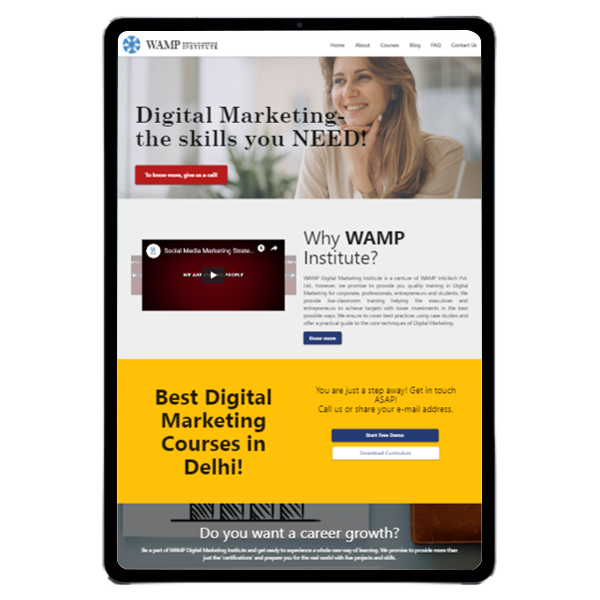 WAMP
INSTITUTE
Home About Courses Blog FAQ Contact Us
Digital Marketing-
the skills you NEED!
To know more, give us a call!
Social Media Marketing Strate...
WE ARE PEOPLE
Why WAMP
Institute?
WAMP Digital Marketing Institute is a venture of WAMP InfoTech Pvt.
Ltd., however, we promise to provide you quality training in Digital
Marketing for corporate, professionals, entrepreneurs and students. We
provide live-classroom training helping the executives and
entrepreneurs to achieve targets with lower investments in the best
possible ways. We ensure to cover best practices using case studies and
offer a practical guide to the core techniques of Digital Marketing.
Know more
Best Digital
Marketing
Courses in
Delhi!
You are just a step away! Get in touch
ASAP!
Call us or share your e-mail address.
Start Free Demo
Download Curriculum
Do you want a career growth?
Be a part of WAMP Digital Marketing Institute and get ready to experience a whole new way of learning. We promise to provide more than
just the 'certifications' and prepare you for the real world with live projects and skills.